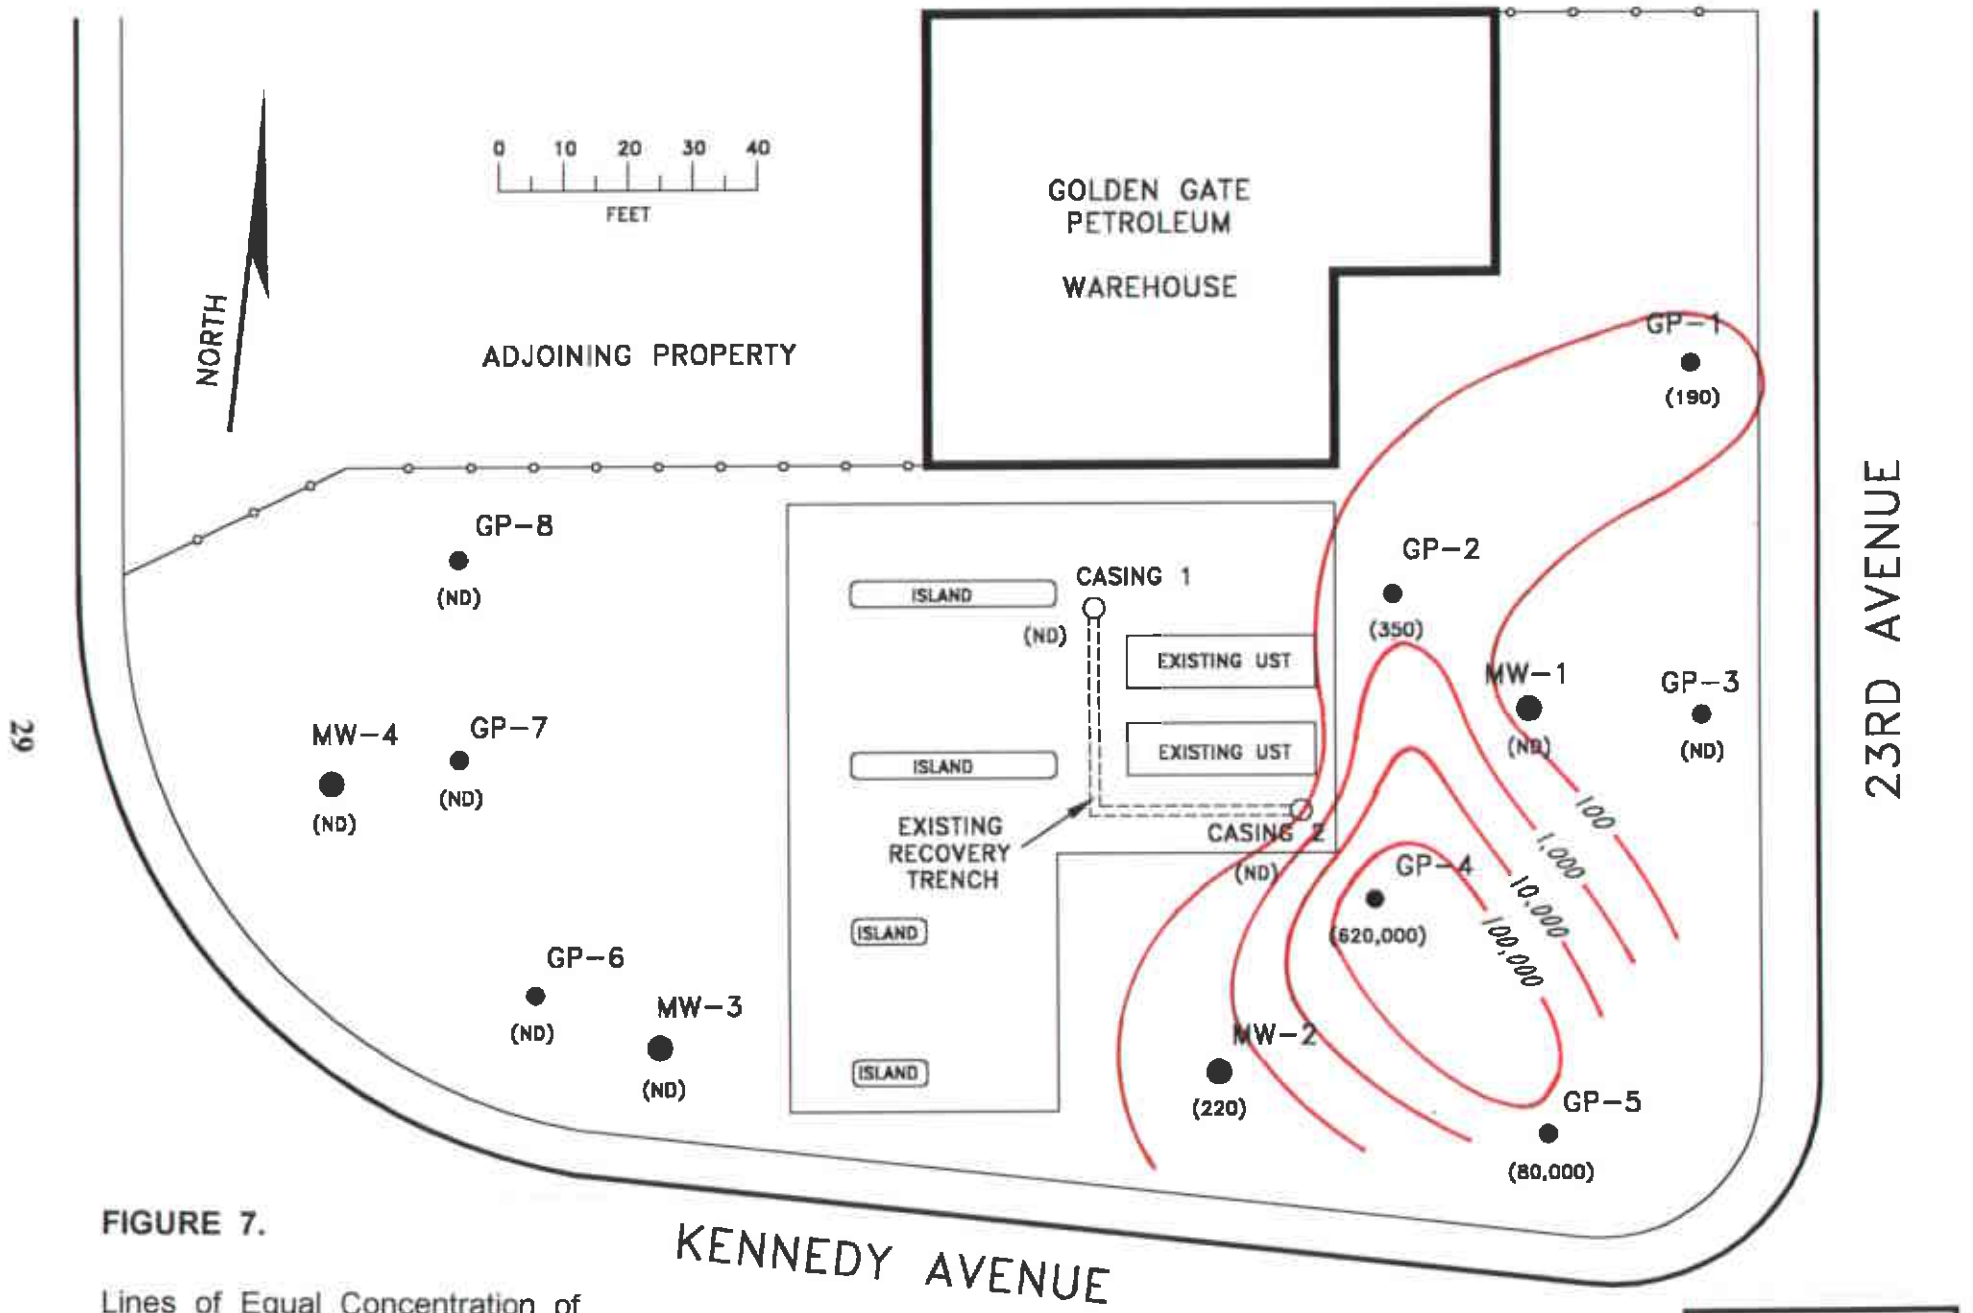 0 10 20 30 40
FEET
NORTH
GOLDEN GATE
PETROLEUM
WAREHOUSE
ADJOINING PROPERTY
GP-1
(190)
23RD AVENUE
GP-8
(ND)
ISLAND
CASING 1
(ND)
EXISTING UST
GP-2
(350)
MW-1
(ND)
GP-3
(ND)
29
MW-4
(ND)
GP-7
(ND)
ISLAND
EXISTING UST
EXISTING
RECOVERY
TRENCH
CASING 2
(ND)
100
1,000
10,000
100,000
GP-4
(620,000)
ISLAND
GP-6
(ND)
MW-3
(ND)
ISLAND
MW-2
(220)
GP-5
(80,000)
FIGURE 7.
KENNEDY AVENUE
Lines of Equal Concentration of